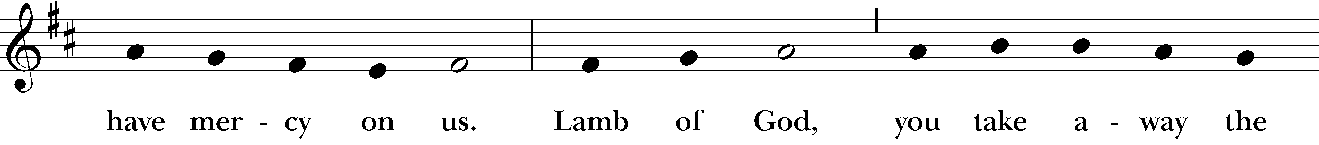 have mer - cy on us. Lamb of God, you take a - way the